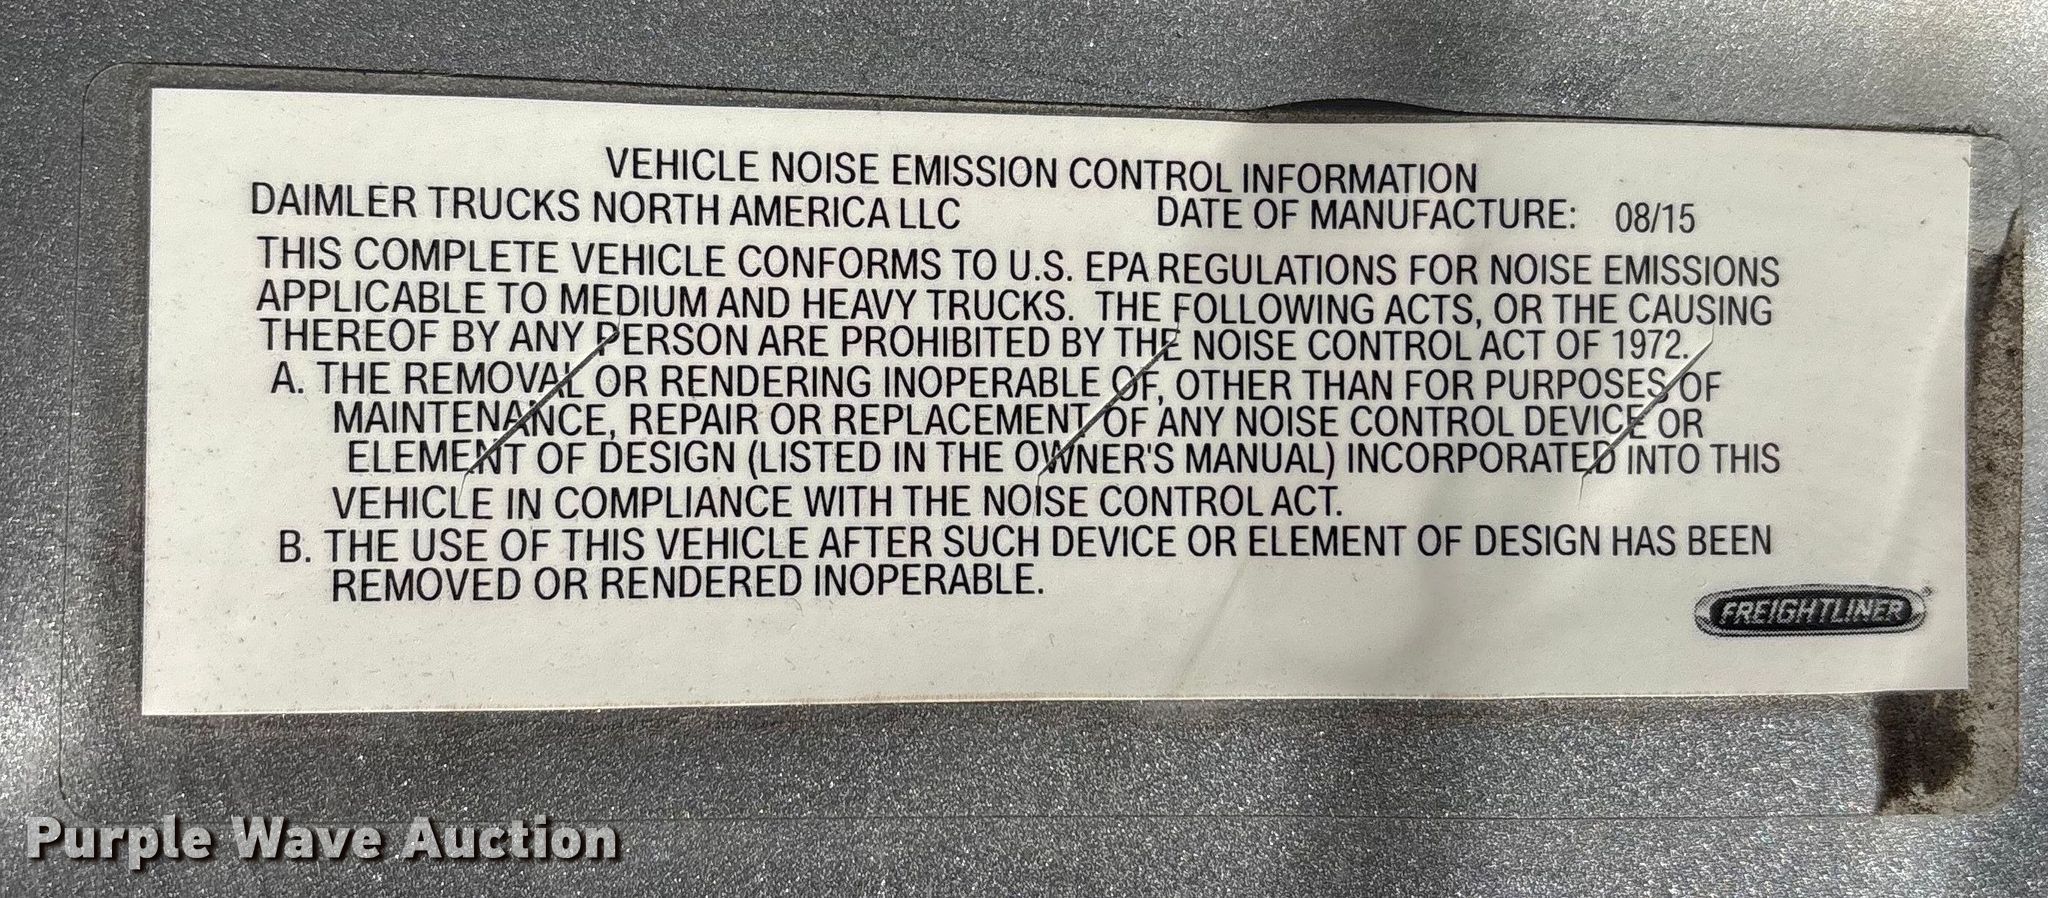 VEHICLE NOISE EMISSION CONTROL INFORMATION
DAIMLER TRUCKS NORTH AMERICA LLC DATE OF MANUFACTURE: 08/15
THIS COMPLETE VEHICLE CONFORMS TO U.S. EPA REGULATIONS FOR NOISE EMISSIONS
APPLICABLE TO MEDIUM AND HEAVY TRUCKS. THE FOLLOWING ACTS, OR THE CAUSING
THEREOF BY ANY PERSON ARE PROHIBITED BY THE NOISE CONTROL ACT OF 1972.
A. THE REMOVAL OR RENDERING INOPERABLE OF, OTHER THAN FOR PURPOSES OF
MAINTENANCE, REPAIR OR REPLACEMENT, OF ANY NOISE CONTROL DEVICE OR
ELEMENT OF DESIGN (LISTED IN THE OWNER'S MANUAL) INCORPORATED INTO THIS
VEHICLE IN COMPLIANCE WITH THE NOISE CONTROL ACT.
B. THE USE OF THIS VEHICLE AFTER SUCH DEVICE OR ELEMENT OF DESIGN HAS BEEN
REMOVED OR RENDERED INOPERABLE.
FREIGHTLINER®
Purple Wave Auction